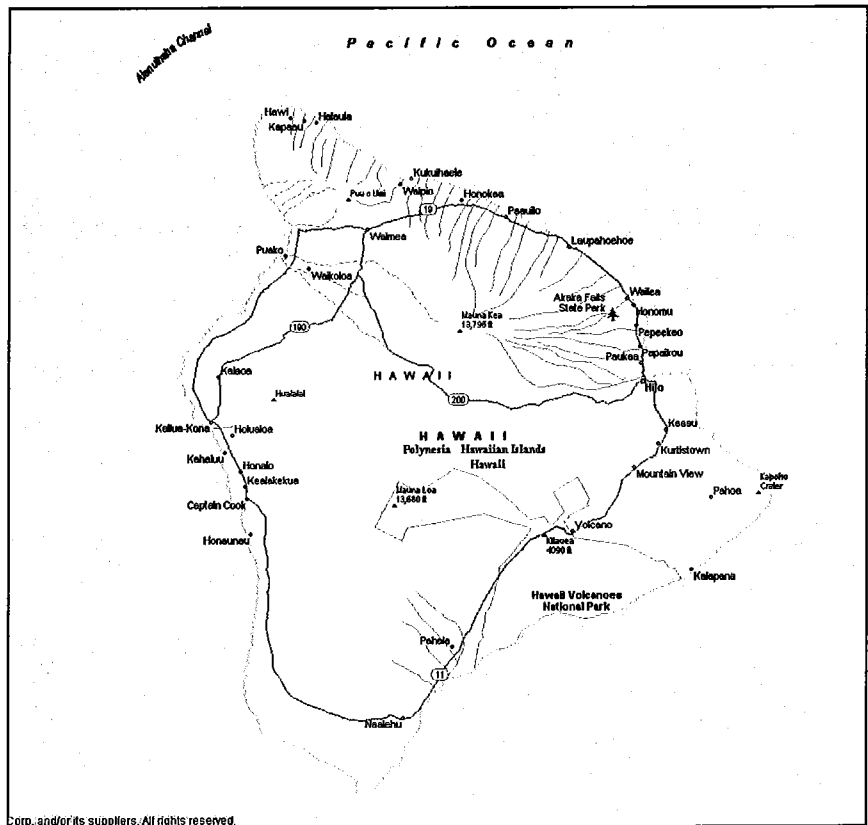 Pacific Ocean
Alenuihaha Channel
Hawi
Kapaau
Halaula
Kukuihaele
Waipio
Puu o Umi
Honokaa
19
Paauilo
Waimea
Laupahoehoe
Puako
Waikoloa
Wailea
Akaka Falls
State Park
Honomu
Mauna Kea
13,796 ft
190
Pepeekeo
Papaikou
Paukaa
Kalaoa
HAWAII
Hilo
Hualalai
200
Kailua-Kona
Holualoa
Keaau
HAWAII
Polynesia Hawaiian Islands
Hawaii
Kurtistown
Kahaluu
Honalo
Mountain View
Kealakekua
Kapoho
Crater
Mauna Loa
13,680 ft
Pahoa
Captain Cook
Honaunau
Volcano
Kilauea
4090 ft
Kalapana
Hawaii Volcanoes
National Park
Pahala
11
Naalehu
Corp. and/or its suppliers. All rights reserved.